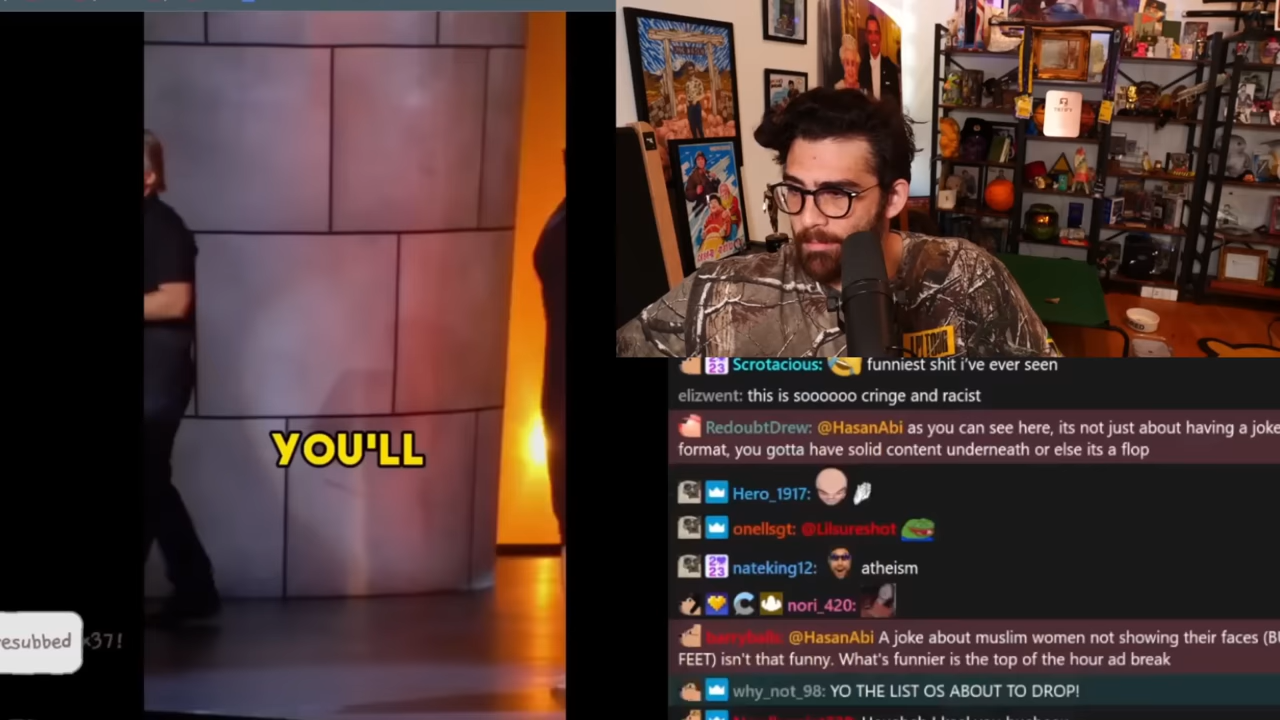 YOU'LL
resubbed x37!
Scrotacious: funniest shit i've ever seen
elizwent: this is soooooo cringe and racist
RedoubtDrew: @HasanAbi as you can see here, its not just about having a joke
format, you gotta have solid content underneath or else its a flop
Hero_1917:
onellsgt: @Lilsureshot
nateking12: atheism
nori_420:
@HasanAbi A joke about muslim women not showing their faces (BU
FEET) isn't that funny. What's funnier is the top of the hour ad break
why_not_98: YO THE LIST OS ABOUT TO DROP!